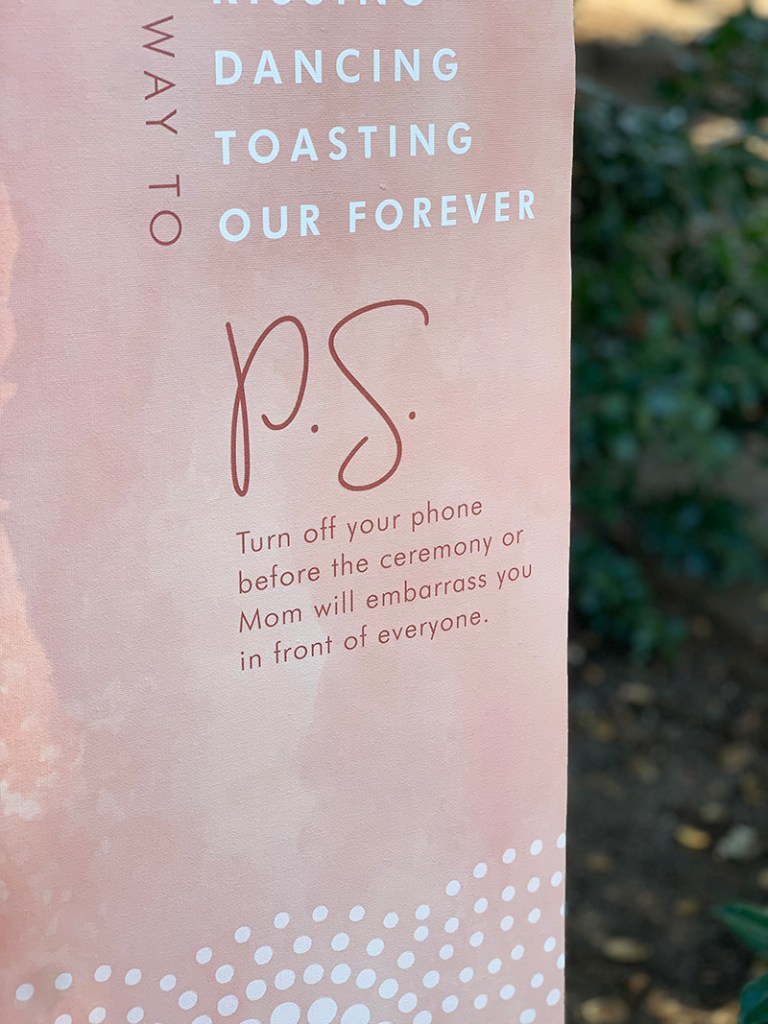 KISSING
WAY TO
DANCING
TOASTING
OUR FOREVER
P.S.
Turn off your phone
before the ceremony or
Mom will embarrass you
in front of everyone.